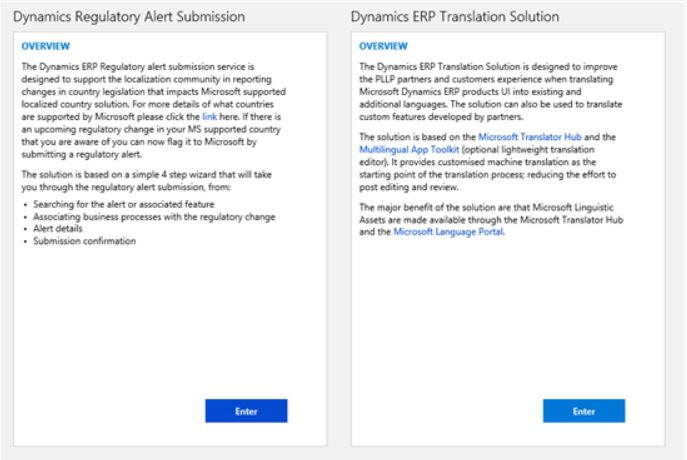 Dynamics Regulatory Alert Submission
OVERVIEW
The Dynamics ERP Regulatory alert submission service is
designed to support the localization community in reporting
changes in country legislation that impacts Microsoft supported
localized country solution. For more details of what countries
are supported by Microsoft please click the link here. If there is
an upcoming regulatory change in your MS supported country
that you are aware of you can now flag it to Microsoft by
submitting a regulatory alert.
The solution is based on a simple 4 step wizard that will take
you through the regulatory alert submission, from:
• Searching for the alert or associated feature
• Associating business processes with the regulatory change
• Alert details
• Submission confirmation
Enter
Dynamics ERP Translation Solution
OVERVIEW
The Dynamics ERP Translation Solution is designed to improve
the PLLP partners and customers experience when translating
Microsoft Dynamics ERP products UI into existing and
additional languages. The solution can also be used to translate
custom features developed by partners.
The solution is based on the Microsoft Translator Hub and the
Multilingual App Toolkit (optional lightweight translation
editor). It provides customised machine translation as the
starting point of the translation process; reducing the effort to
post editing and review.
The major benefit of the solution are that Microsoft Linguistic
Assets are made available through the Microsoft Translator Hub
and the Microsoft Language Portal.
Enter